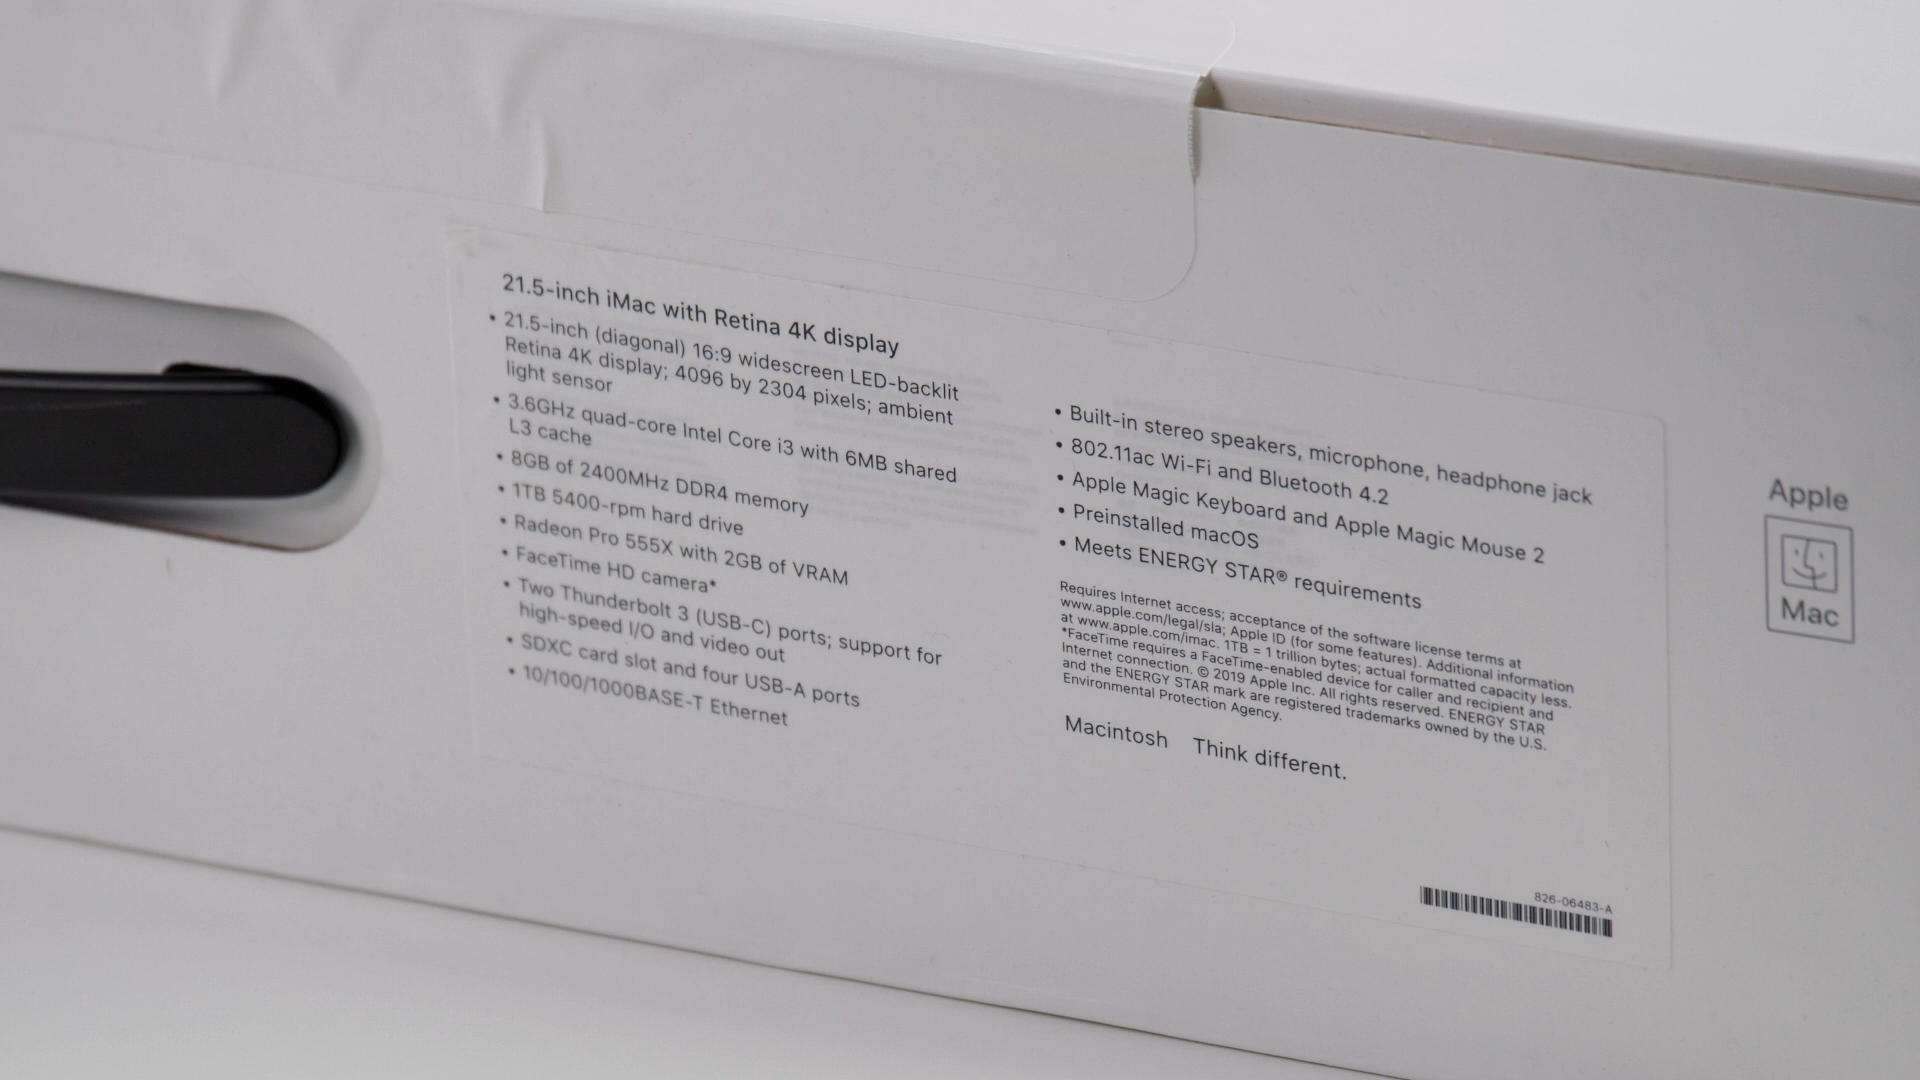 21.5-inch iMac with Retina 4K display
• 21.5-inch (diagonal) 16:9 widescreen LED-backlit
Retina 4K display; 4096 by 2304 pixels; ambient
light sensor
• 3.6GHz quad-core Intel Core i3 with 6MB shared
L3 cache
• 8GB of 2400MHz DDR4 memory
• 1TB 5400-rpm hard drive
• Radeon Pro 555X with 2GB of VRAM
• FaceTime HD camera*
• Two Thunderbolt 3 (USB-C) ports; support for
high-speed I/O and video out
• SDXC card slot and four USB-A ports
• 10/100/1000BASE-T Ethernet
• Built-in stereo speakers, microphone, headphone jack
• 802.11ac Wi-Fi and Bluetooth 4.2
• Apple Magic Keyboard and Apple Magic Mouse 2
• Preinstalled macOS
• Meets ENERGY STAR® requirements
Requires Internet access; acceptance of the software license terms at
www.apple.com/legal/sla; Apple ID (for some features). Additional information
at www.apple.com/imac. 1TB = 1 trillion bytes; actual formatted capacity less.
*FaceTime requires a FaceTime-enabled device for caller and recipient and
Internet connection. © 2019 Apple Inc. All rights reserved. ENERGY STAR
and the ENERGY STAR mark are registered trademarks owned by the U.S.
Environmental Protection Agency.
Macintosh Think different.
826-06483-A
Apple
Mac